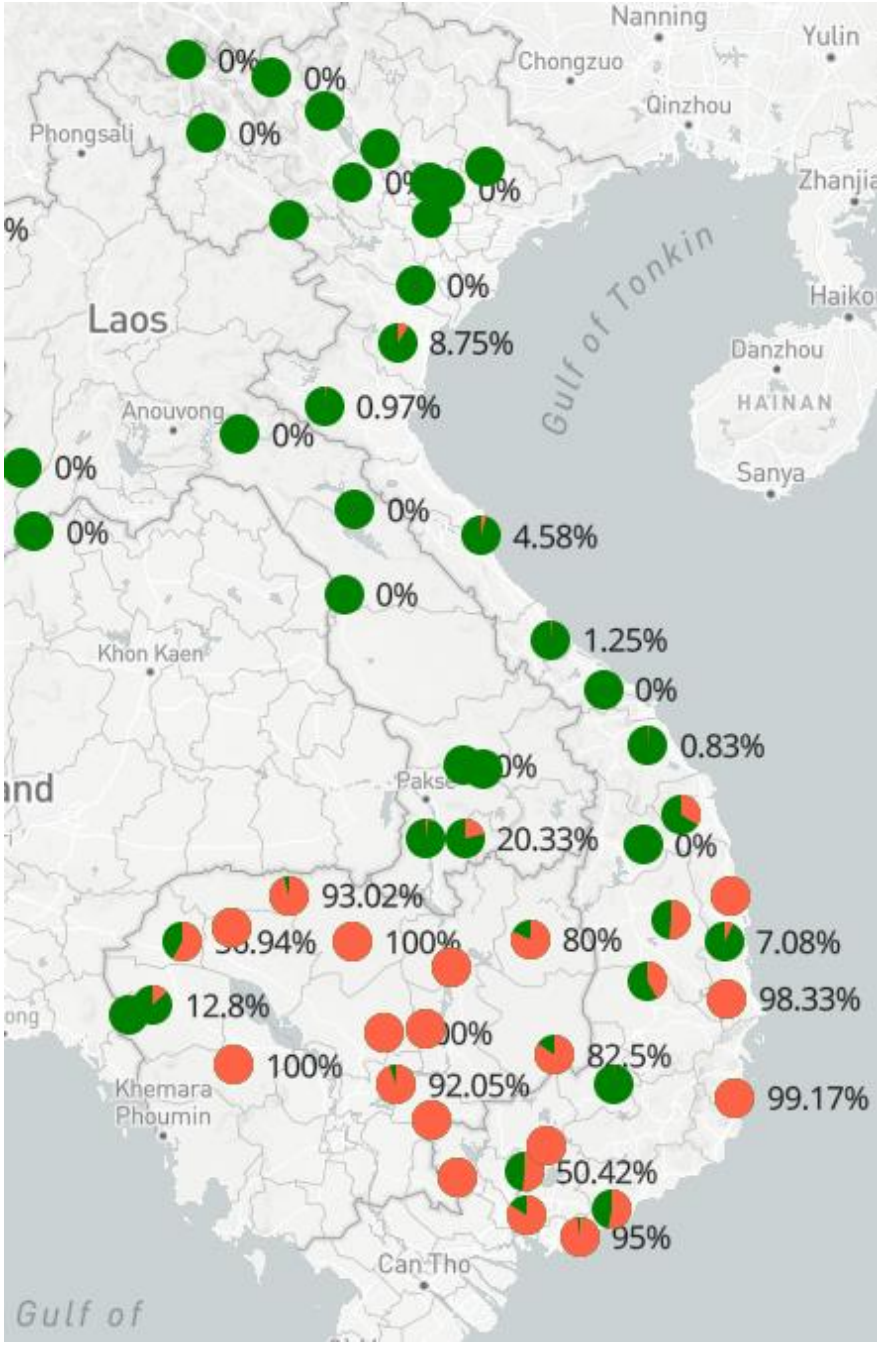 Nanning
Yulin
0%
Chongzuo
0%
Qinzhou
Phongsali
0%
Zhanjia
0%
%
Gulf of Tonkin
0%
Haiko
Laos
8.75%
Danzhou
HAINAN
Anouvong
0.97%
0%
0%
Sanya
0%
0%
4.58%
0%
1.25%
Khon Kaen
0%
0.83%
0%
Pakse
and
20.33%
0%
93.02%
94%
100%
80%
7.08%
98.33%
12.8%
ong
00%
82.5%
100%
92.05%
Khemara
Phoumin
99.17%
50.42%
95%
Can Tho
Gulf of